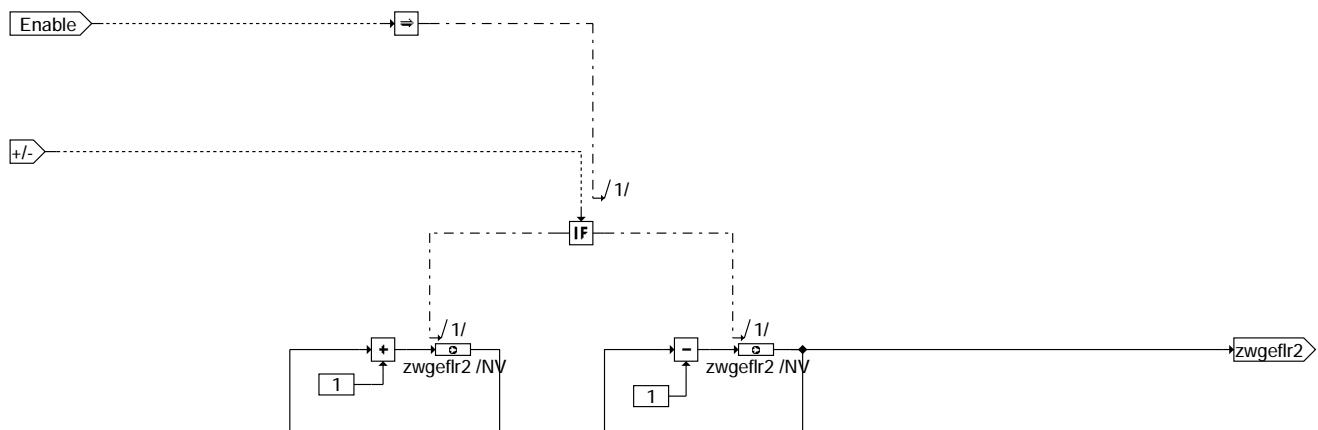 Enable
+/-
/ 1/
IF
/ 1/
/ 1/
+
-
zwgeflr2 /NV
zwgeflr2 /NV
zwgeflr2
1
1